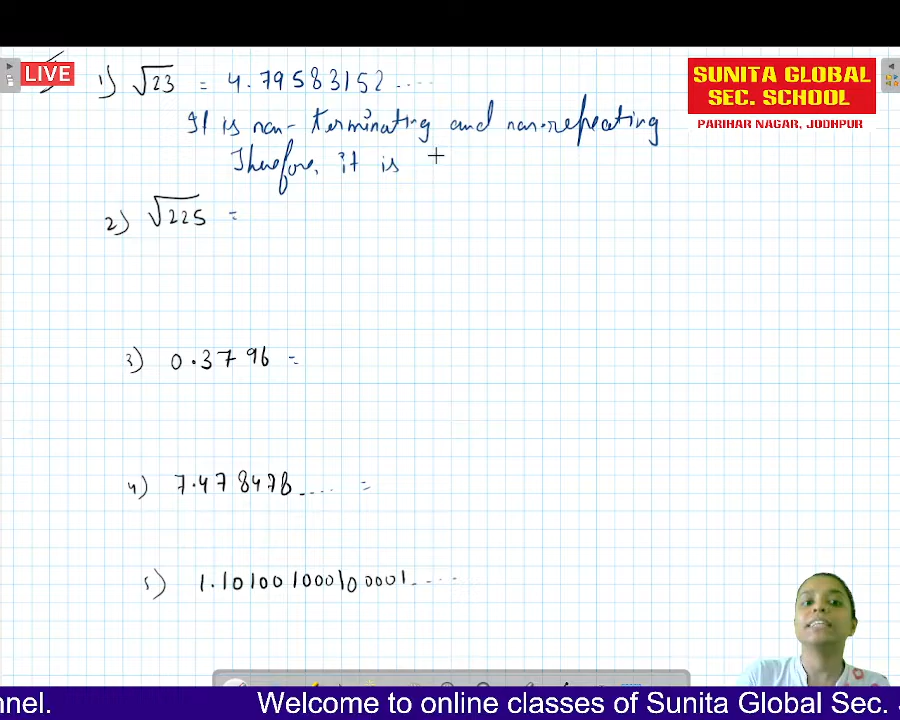 LIVE
SUNITA GLOBAL
SEC. SCHOOL
PARIHAR NAGAR, JODHPUR
1) √23 = 4.79583152....
It is non-terminating and non-repeating
Therefore, it is
2) √225 =
3) 0.3796 =
4) 7.478478.... =
5) 1.101001000100001....
nnel. Welcome to online classes of Sunita Global Sec.